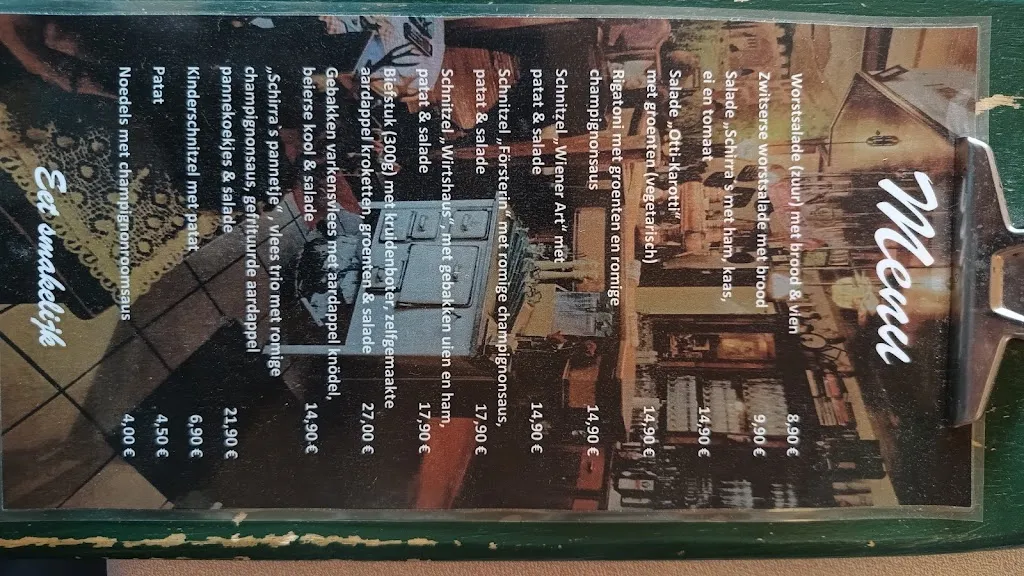 Menu
Worstsalade (zuur) met brood & vlen 8,90 €
Zwitserse worstsalade met brood 9,90 €
Salade „Schirra´s met ham, kaas,
ei en tomaat 14,90 €
Salade „Otti-karotti"
met groenten (vegetarisch) 14,90 €
Rigatoni met groenten en romige
champignonsaus 14,90 €
Schnitzel „Wiener Art" met
patat & salade 14,90 €
Schnitzel „Försterin " met romige champignonsaus,
patat & salade 17,90 €
Schnitzel „Wirtshaus", met gebakken uien en ham,
patat & salade 17,90 €
Biefstuk (300g) met kruidenboter, zelfgemaakte
aardappel kroketten, groenten & salade 27,00 €
Gebakken varkensvlees met aardappel knödel,
beierse kool & salade 14,90 €
„Schirra´s pannetje" , vlees trio met romige
champignonsaus, gefrituurde aardappel
pannekoekjes & salade 21,90 €
Kinderschnitzel met patat 6,90 €
Patat 4,50 €
Noedels met champignonroomsaus 4,00 €
Eet smakelijk